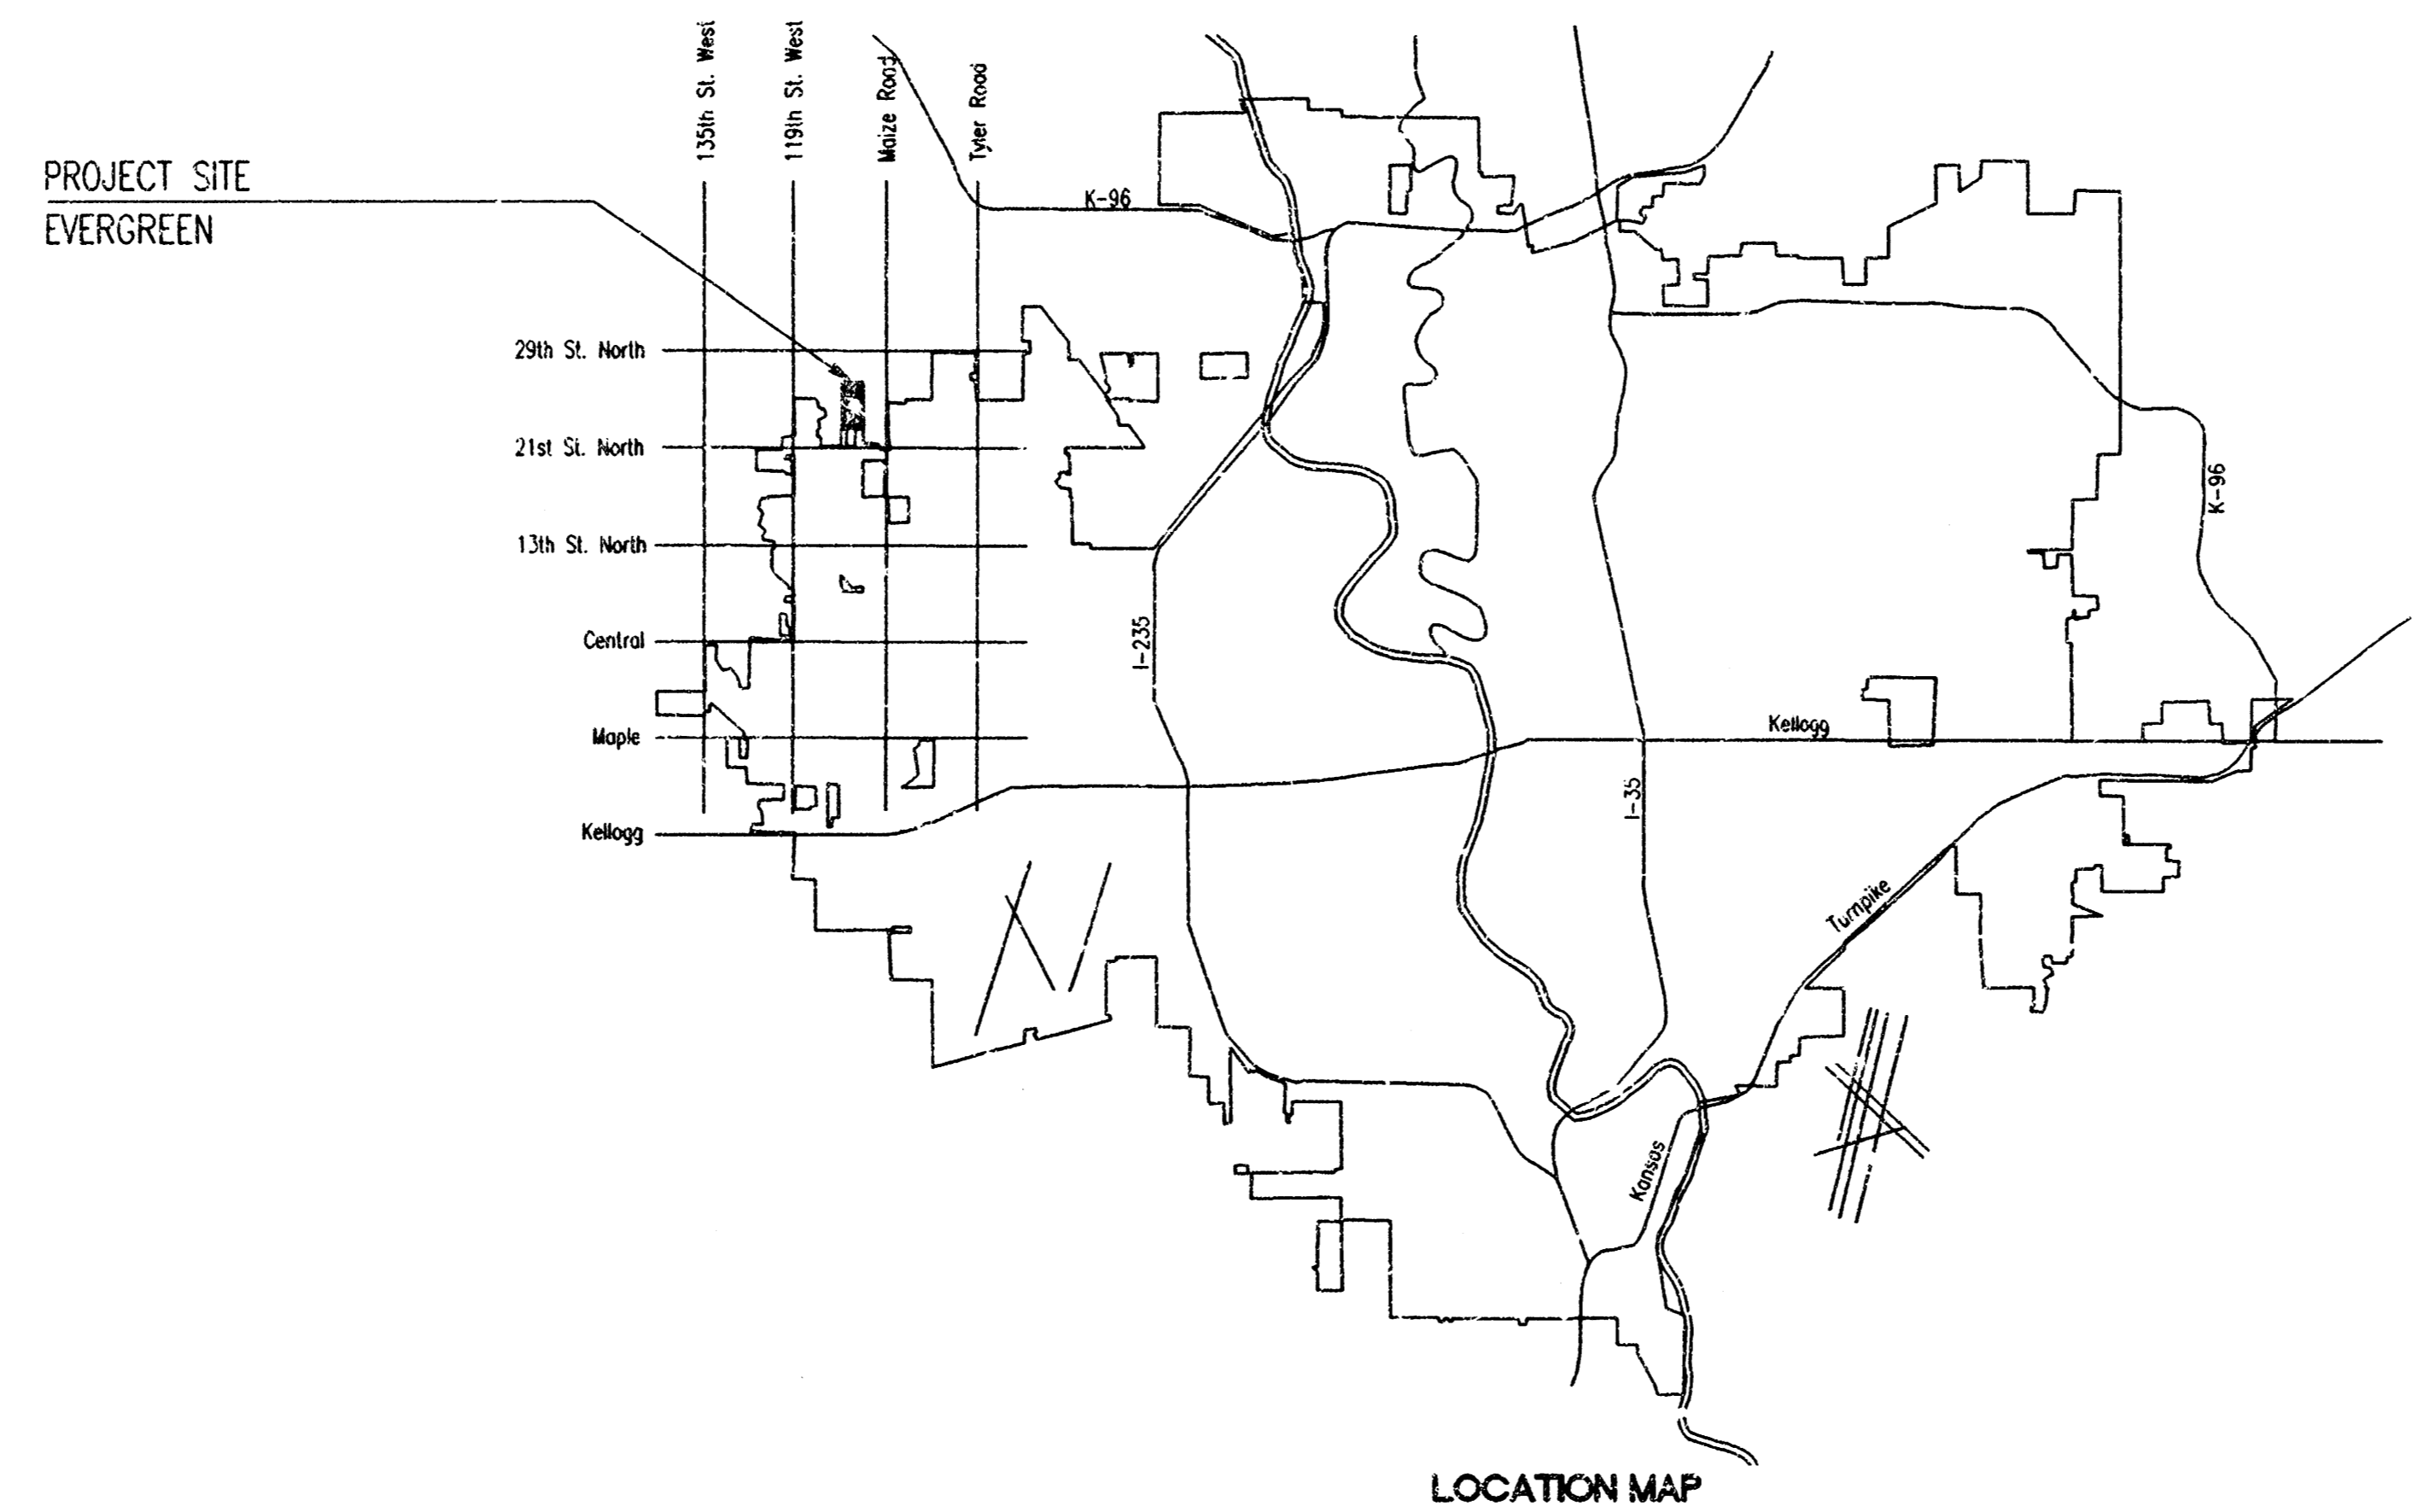 135th St. West
119th St. West
Maize Road
Tyler Road
PROJECT SITE
EVERGREEN
K-96
29th St. North
21st St. North
13th St. North
Central
Maple
Kellogg
I-235
Kellogg
I-35
K-96
Turnpike
Kansas
LOCATION MAP